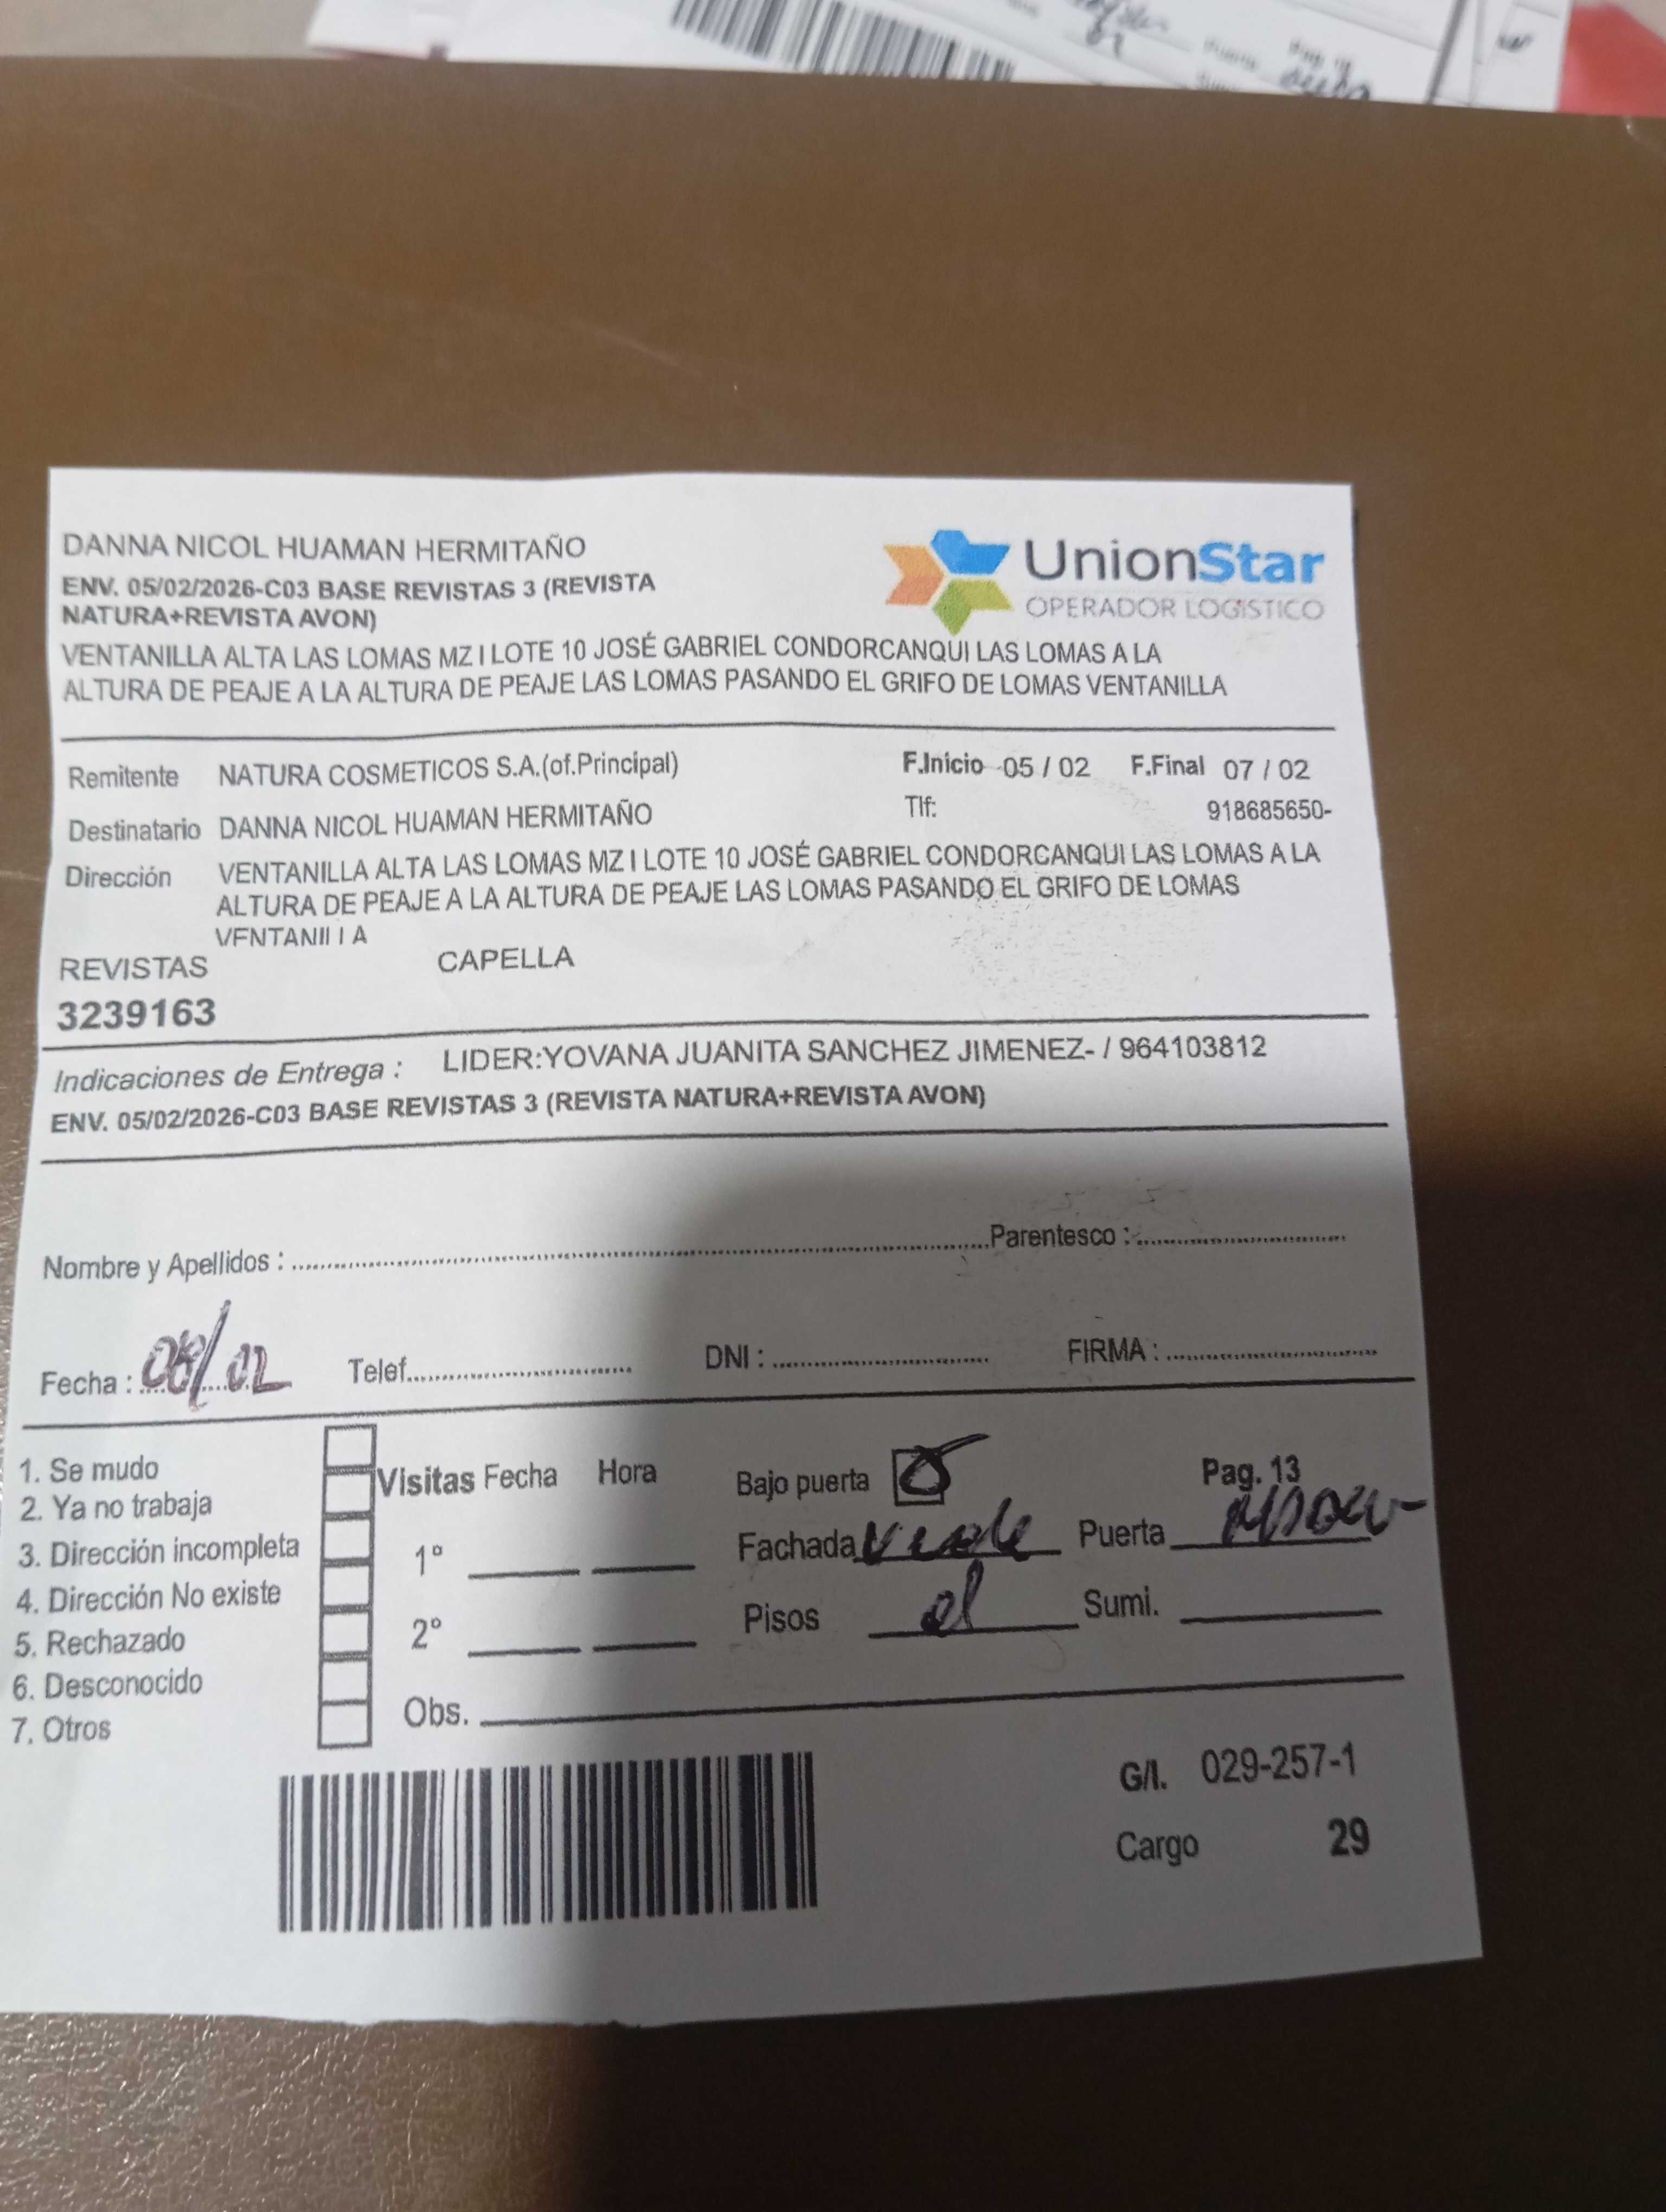 DANNA NICOL HUAMAN HERMITAÑO
ENV. 05/02/2026-C03 BASE REVISTAS 3 (REVISTA
NATURA+REVISTA AVON)
UnionStar
OPERADOR LOGISTICO
VENTANILLA ALTA LAS LOMAS MZ I LOTE 10 JOSÉ GABRIEL CONDORCANQUI LAS LOMAS A LA
ALTURA DE PEAJE A LA ALTURA DE PEAJE LAS LOMAS PASANDO EL GRIFO DE LOMAS VENTANILLA
Remitente NATURA COSMETICOS S.A.(of.Principal) F.Inicio 05 / 02 F.Final 07 / 02
Destinatario DANNA NICOL HUAMAN HERMITAÑO Tlf: 918685650-
Dirección VENTANILLA ALTA LAS LOMAS MZ I LOTE 10 JOSÉ GABRIEL CONDORCANQUI LAS LOMAS A LA
ALTURA DE PEAJE A LA ALTURA DE PEAJE LAS LOMAS PASANDO EL GRIFO DE LOMAS
VENTANILLA
REVISTAS CAPELLA
3239163
Indicaciones de Entrega : LIDER:YOVANA JUANITA SANCHEZ JIMENEZ- / 964103812
ENV. 05/02/2026-C03 BASE REVISTAS 3 (REVISTA NATURA+REVISTA AVON)
Nombre y Apellidos : Parentesco :
Fecha : /02 Telef. DNI : FIRMA :
1. Se mudo
2. Ya no trabaja
3. Dirección incompleta
4. Dirección No existe
5. Rechazado
6. Desconocido
7. Otros
Visitas Fecha Hora
1º
2º
Obs.
Bajo puerta Pag. 13
Fachada Puerta
Pisos Sumi.
G/I. 029-257-1
Cargo 29